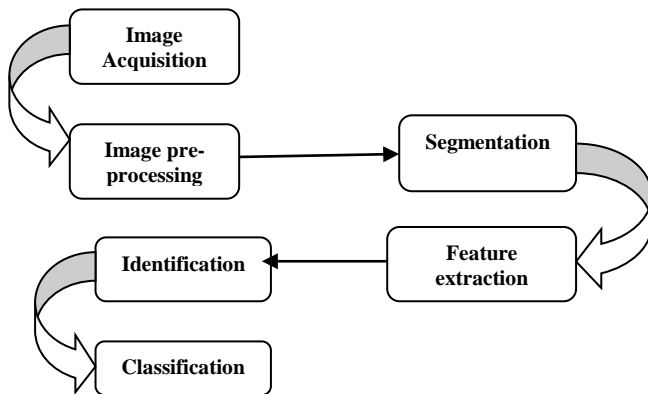 Image
Acquisition
Image pre-
processing
Segmentation
Feature
extraction
Identification
Classification